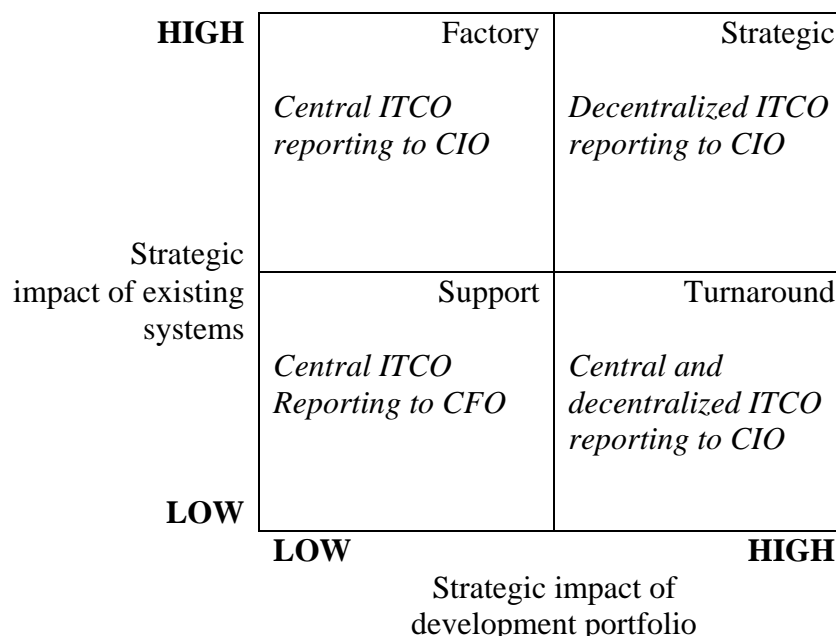 HIGH
Factory
Strategic
Central ITCO
reporting to CIO
Decentralized ITCO
reporting to CIO
Strategic
impact of existing
systems
Support
Turnaround
Central ITCO
Reporting to CFO
Central and
decentralized ITCO
reporting to CIO
LOW
LOW
HIGH
Strategic impact of
development portfolio